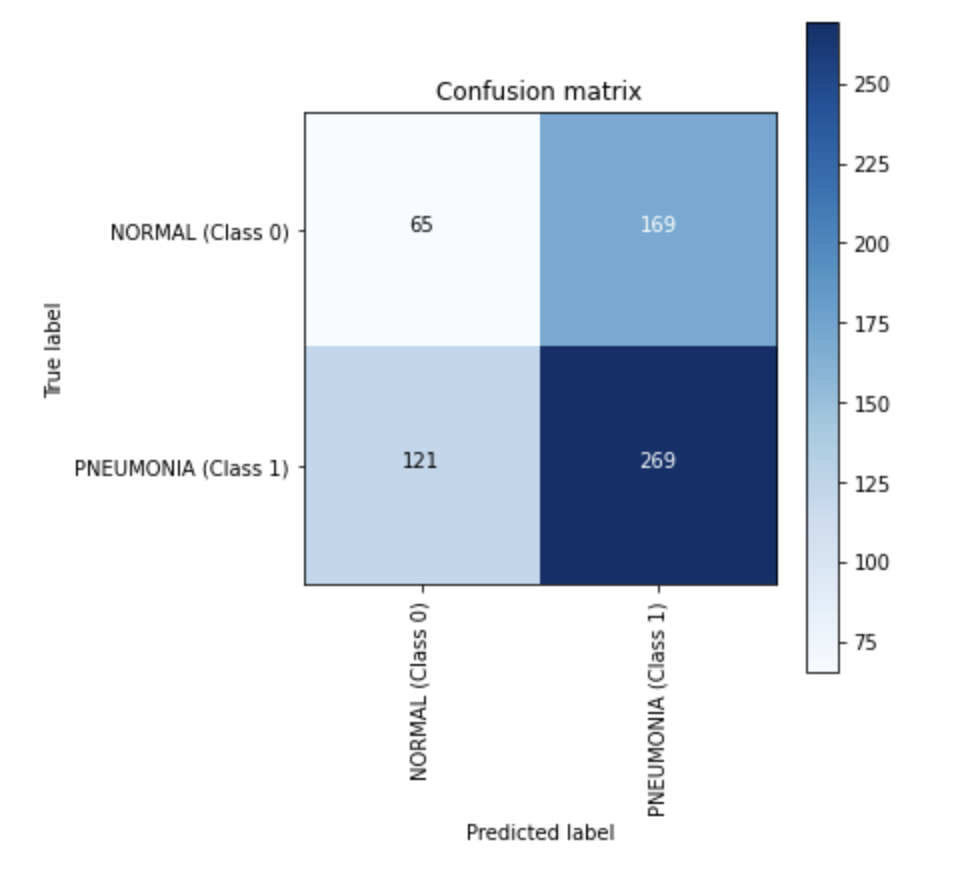 Confusion matrix
NORMAL (Class 0)
65
169
PNEUMONIA (Class 1)
121
269
True label
NORMAL (Class 0)
PNEUMONIA (Class 1)
Predicted label
250
225
200
175
150
125
100
75